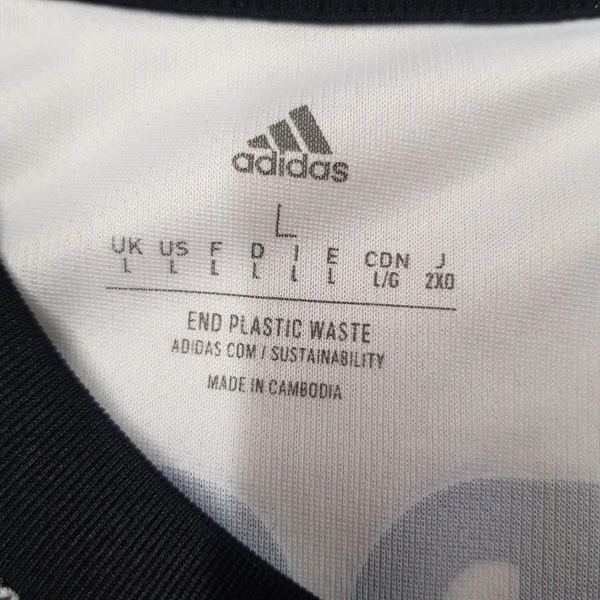 adidas
L
UK US F D I E CDN J
L L L L L L L/G 2XO
END PLASTIC WASTE
ADIDAS.COM / SUSTAINABILITY
MADE IN CAMBODIA